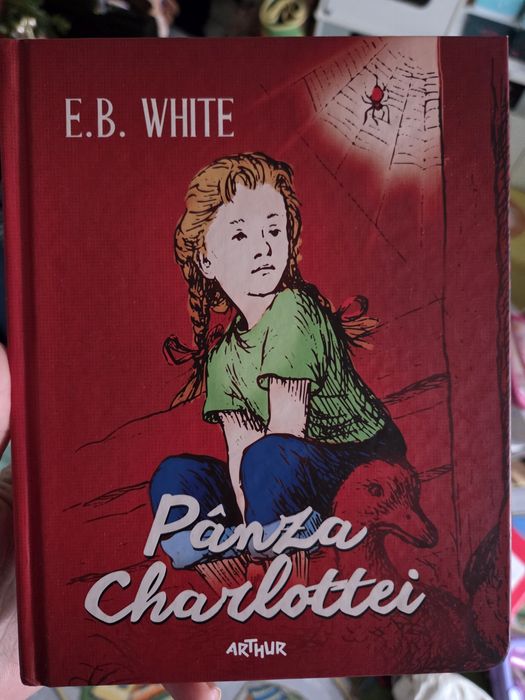 E.B. WHITE
Pânza
Charlottei
ARTHUR